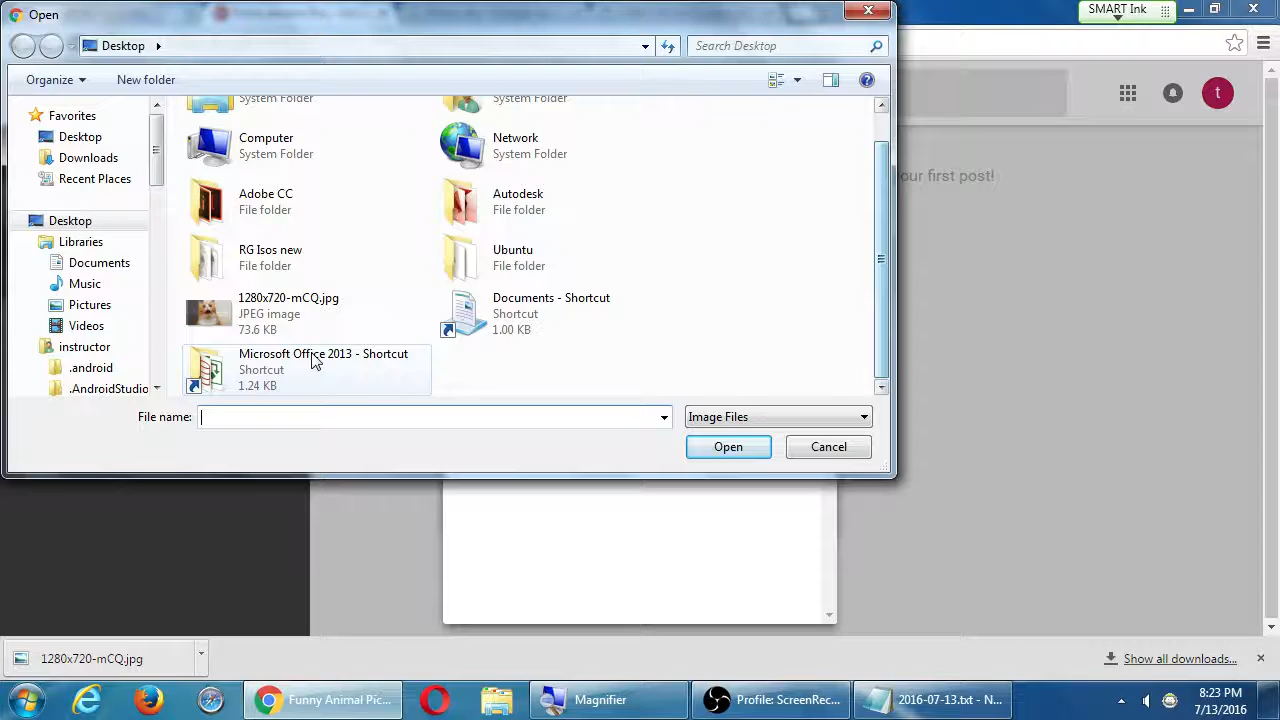 Open
SMART Ink
Desktop
Search Desktop
Organize
New folder
Favorites
Desktop
Downloads
Recent Places
Desktop
Libraries
Documents
Music
Pictures
Videos
instructor
.android
.AndroidStudio
System Folder
System Folder
Computer
System Folder
Network
System Folder
Adobe CC
File folder
Autodesk
File folder
RG Isos new
File folder
Ubuntu
File folder
1280x720-mCQ.jpg
JPEG image
73.6 KB
Documents - Shortcut
Shortcut
1.00 KB
Microsoft Office 2013 - Shortcut
Shortcut
1.24 KB
File name:
Image Files
Open
Cancel
t
our first post!
1280x720-mCQ.jpg
Show all downloads...
Funny Animal Pic...
Magnifier
Profile: ScreenRec...
2016-07-13.txt - N...
8:23 PM
7/13/2016